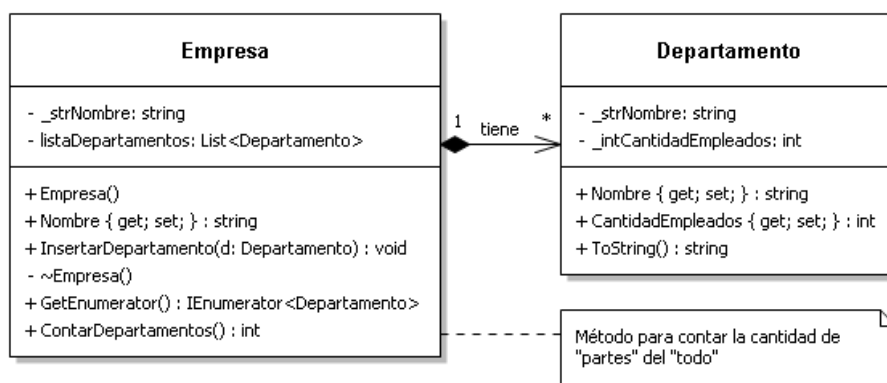 Empresa
- _strNombre: string
- listaDepartamentos: List<Departamento>
+ Empresa()
+ Nombre { get; set; } : string
+ InsertarDepartamento(d: Departamento) : void
- ~Empresa()
+ GetEnumerator() : IEnumerator<Departamento>
+ ContarDepartamentos() : int
1 tiene *
Departamento
- _strNombre: string
- _intCantidadEmpleados: int
+ Nombre { get; set; } : string
+ CantidadEmpleados { get; set; } : int
+ ToString() : string
Método para contar la cantidad de
"partes" del "todo"